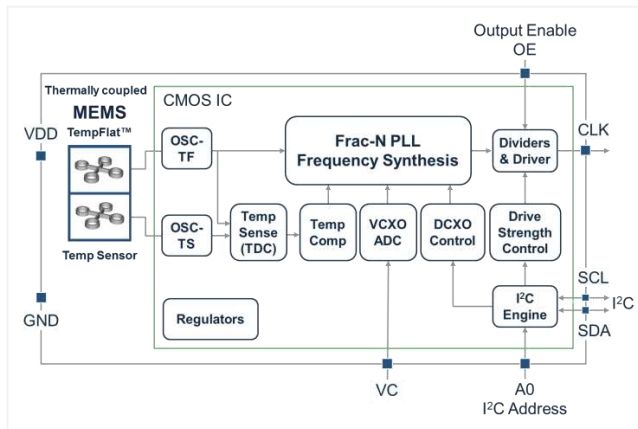 Output Enable
OE
Thermally coupled
MEMS
TempFlat™
CMOS IC
VDD
OSC-
TF
Frac-N PLL
Frequency Synthesis
Dividers
& Driver
CLK
Temp Sensor
OSC-
TS
Temp
Sense
(TDC)
Temp
Comp
VCXO
ADC
DCXO
Control
Drive
Strength
Control
SCL
I²C
SDA
I²C
Engine
Regulators
GND
VC
A0
I²C Address